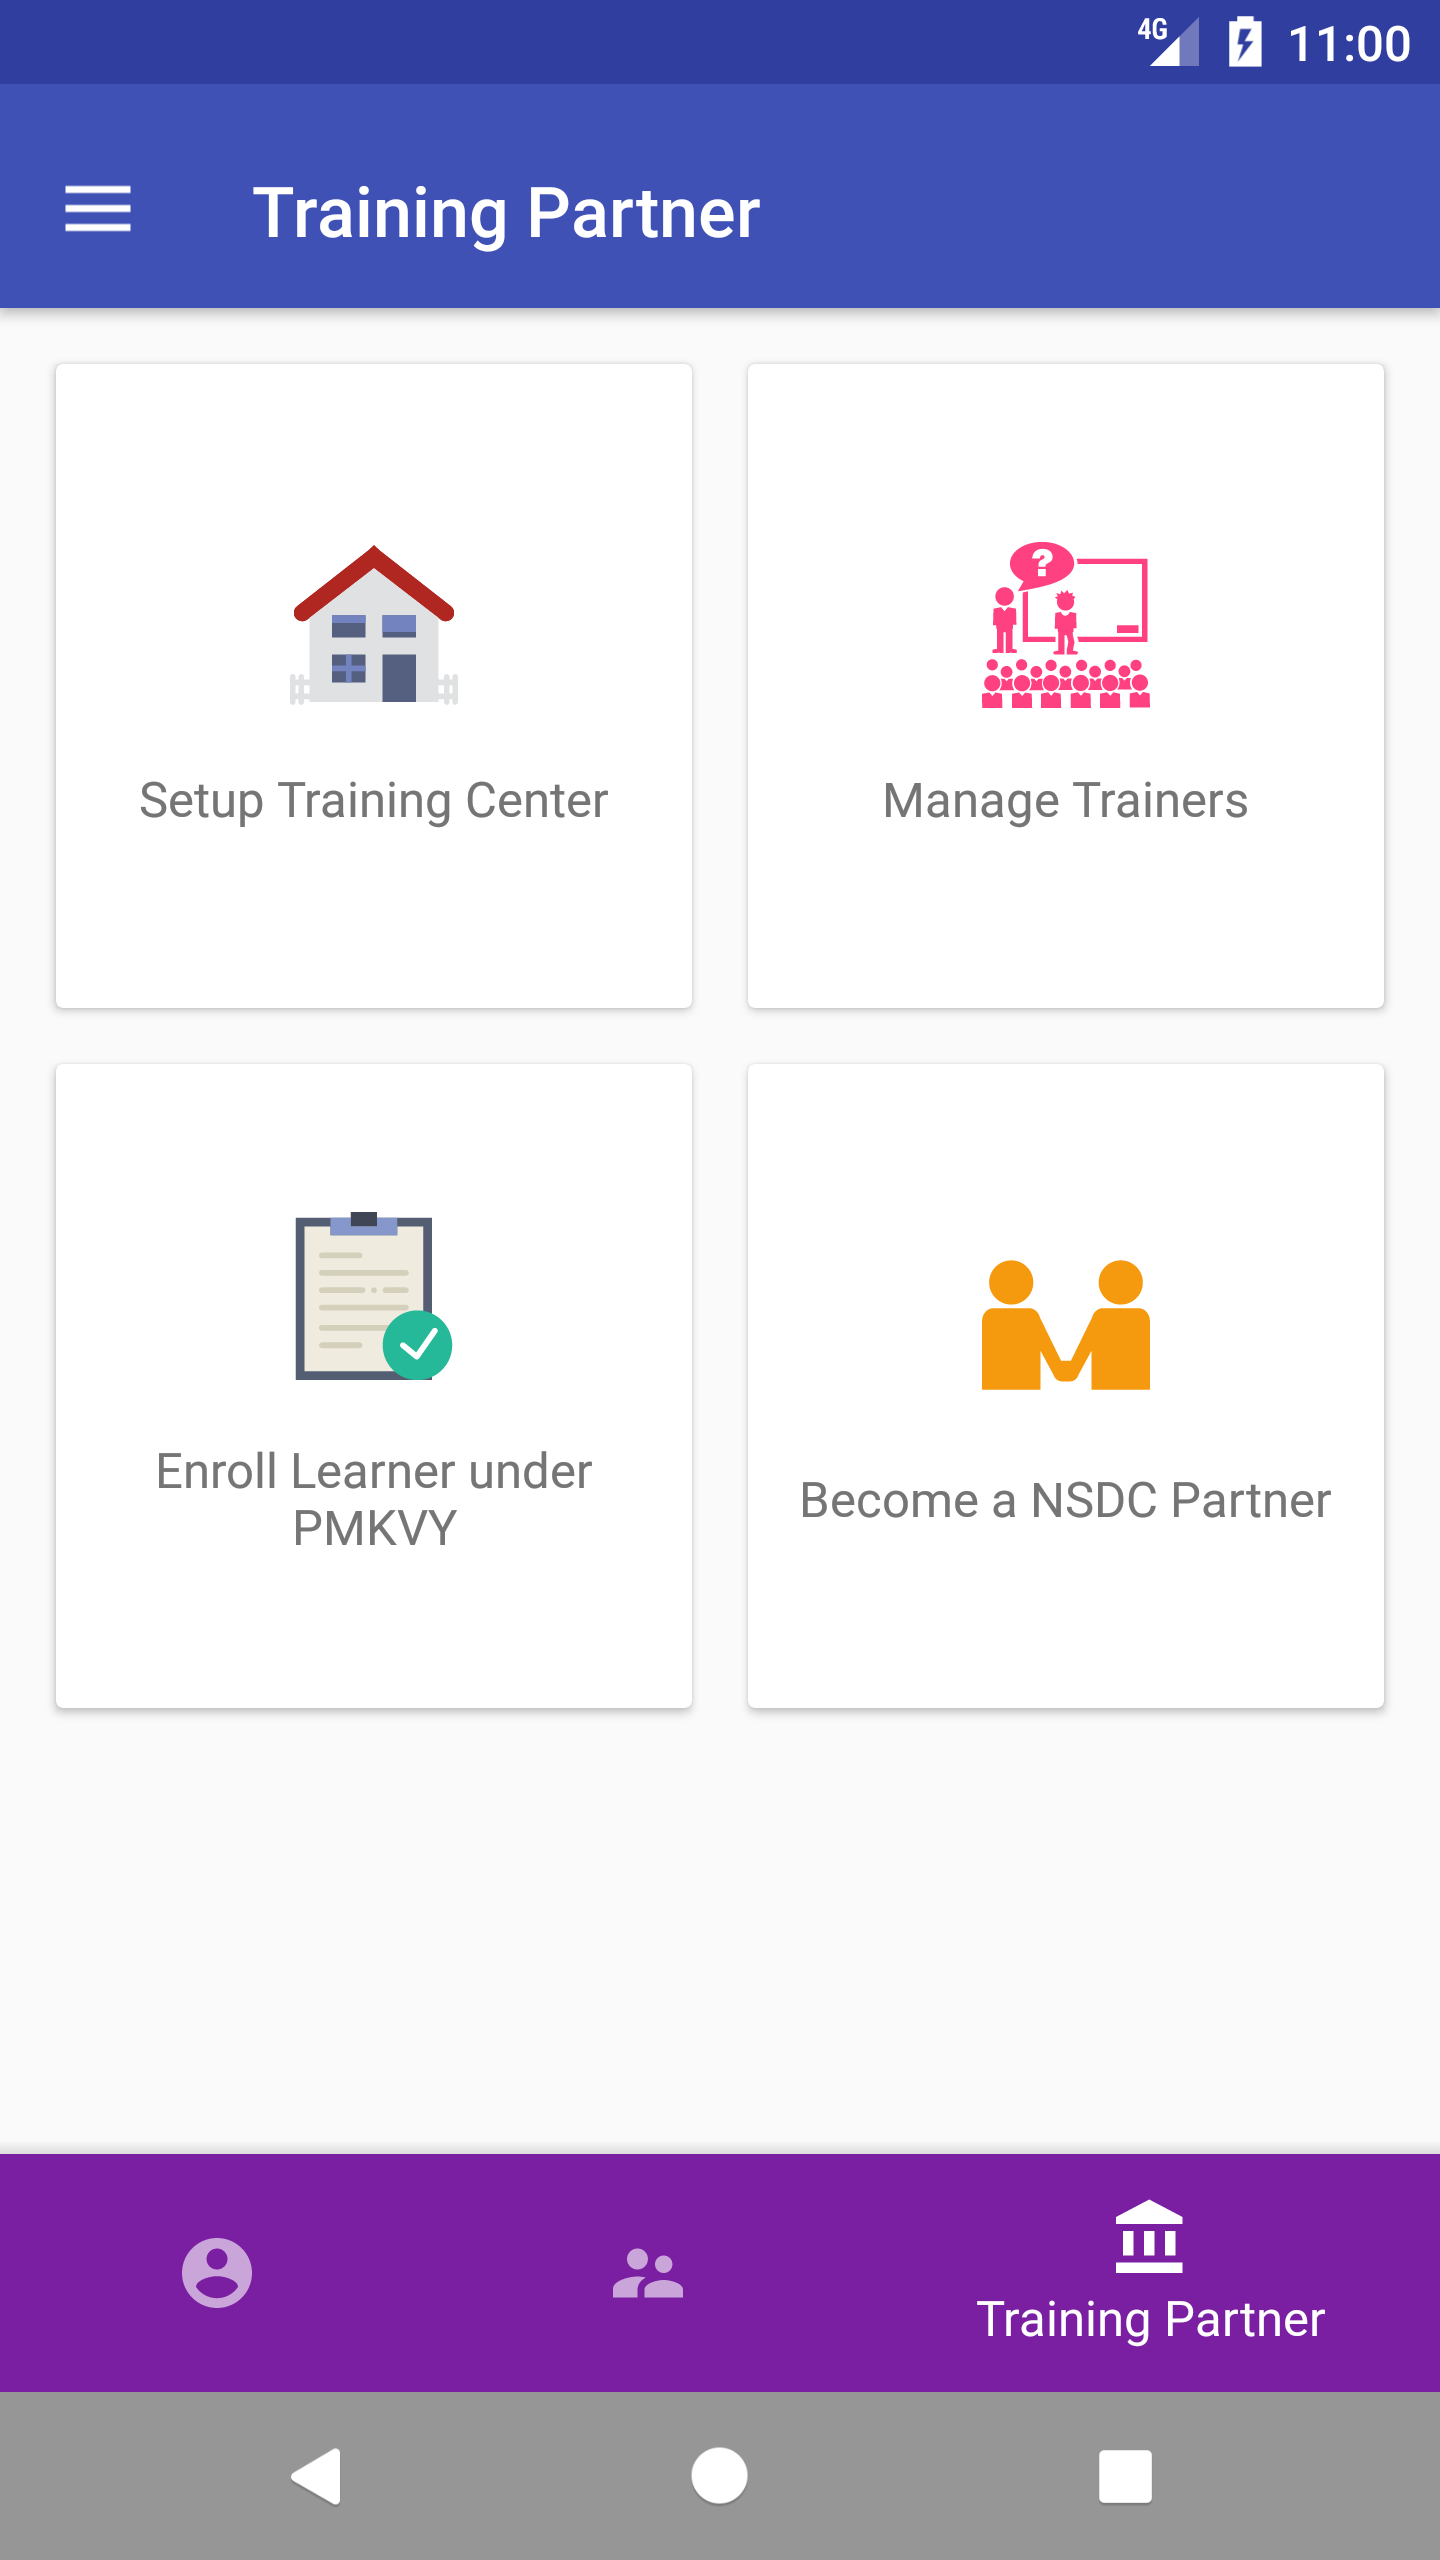 4G 11:00
Training Partner
?
Setup Training Center
Manage Trainers
Enroll Learner under
PMKVY
Become a NSDC Partner
Training Partner